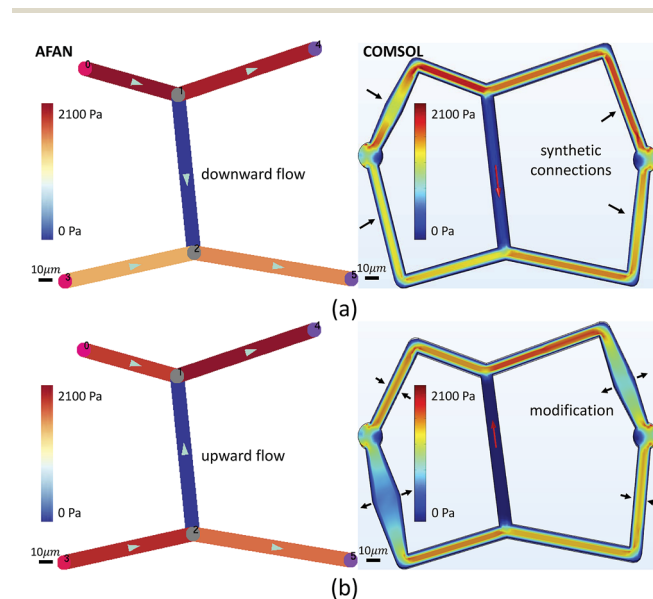 AFAN
COMSOL
0
4
1
2100 Pa
2100 Pa
downward flow
synthetic
connections
0 Pa
0 Pa
2
3
5
10μm
10μm
(a)
0
4
1
2100 Pa
2100 Pa
modification
upward flow
0 Pa
0 Pa
2
3
5
10μm
10μm
(b)